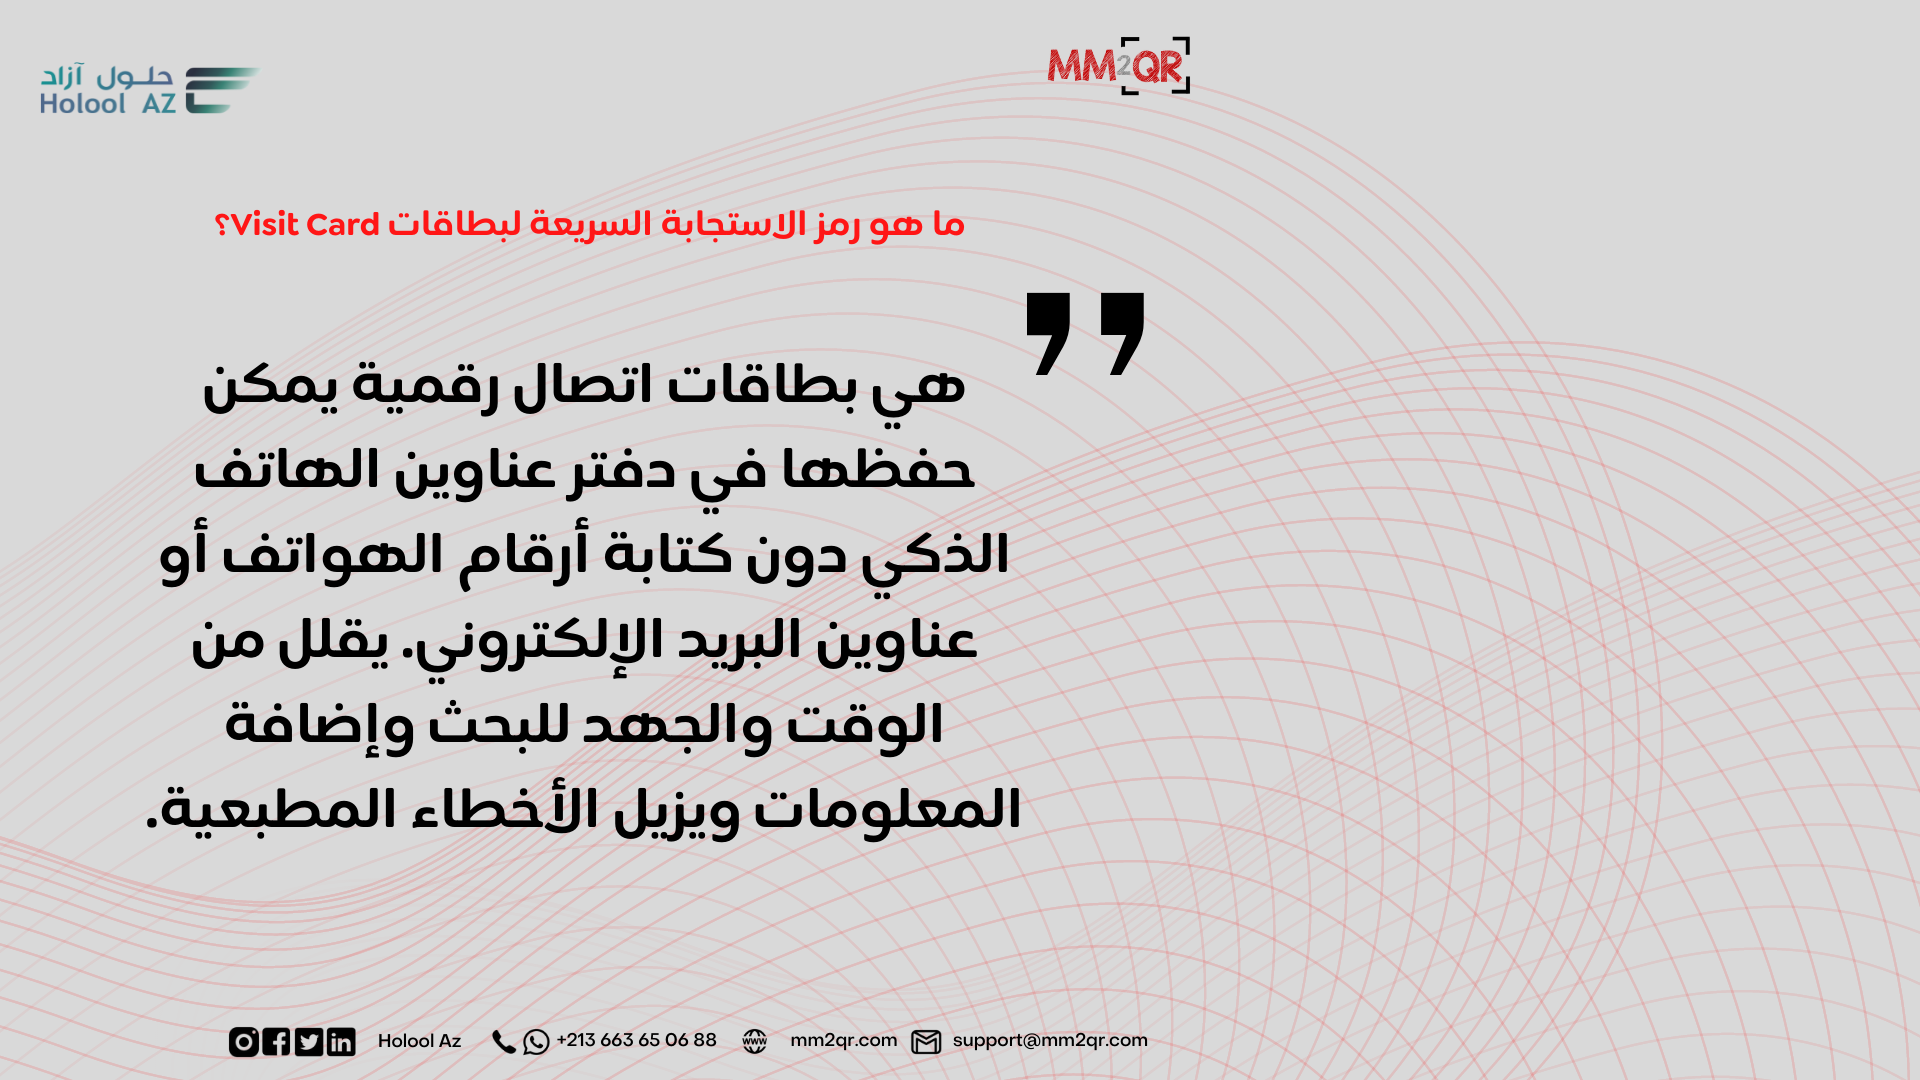 حلول آزاد
Holool AZ
MM2QR
ما هو رمز الاستجابة السريعة لبطاقات Visit Card؟
هي بطاقات اتصال رقمية يمكن
حفظها في دفتر عناوين الهاتف
الذكي دون كتابة أرقام الهواتف أو
عناوين البريد الإلكتروني. يقلل من
الوقت والجهد للبحث وإضافة
المعلومات ويزيل الأخطاء المطبعية.
Holool Az +213 663 65 06 88 www mm2qr.com support@mm2qr.com